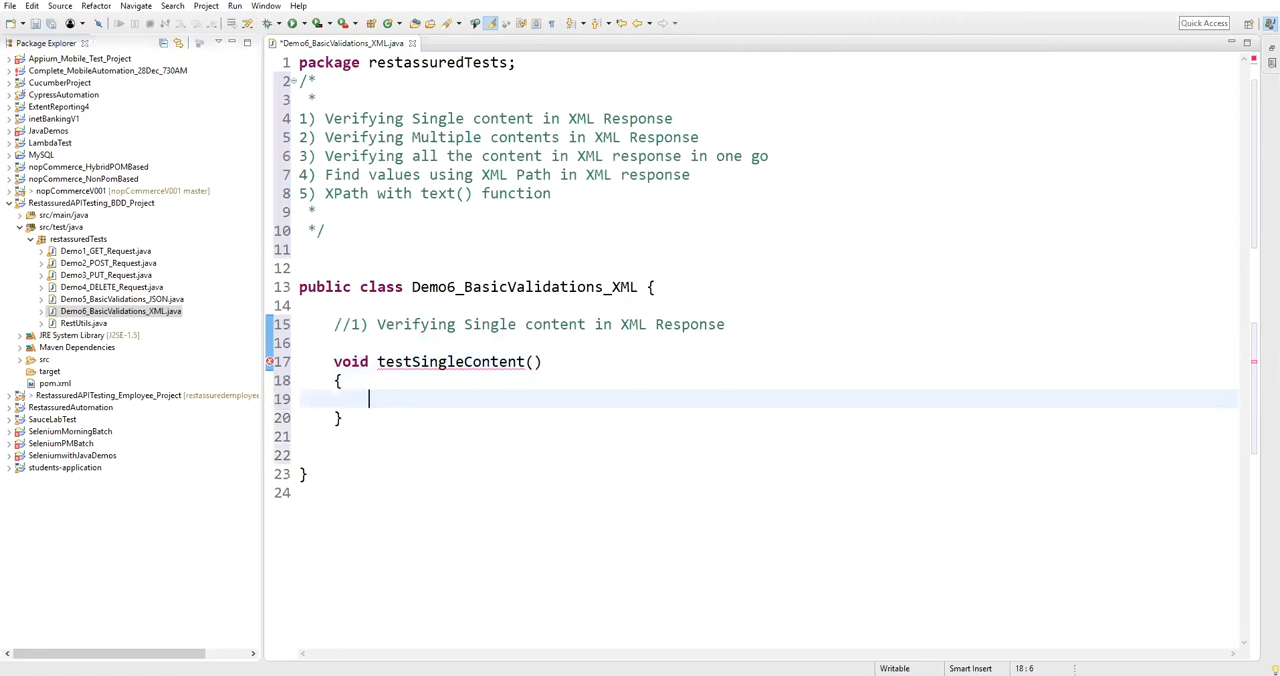 File Edit Source Refactor Navigate Search Project Run Window Help
Quick Access
Package Explorer
*Demo6_BasicValidations_XML.java
Appium_Mobile_Test_Project
Complete_MobileAutomation_28Dec_730AM
CucumberProject
CypressAutomation
ExtentReporting4
inetBankingV1
JavaDemos
LambdaTest
MySQL
nopCommerce_HybridPOMBased
nopCommerce_NonPomBased
> nopCommerceV001 [nopCommerce001 master]
RestassuredAPITesting_BDD_Project
src/main/java
src/test/java
restassuredTests
Demo1_GET_Request.java
Demo2_POST_Request.java
Demo3_PUT_Request.java
Demo4_DELETE_Request.java
Demo5_BasicValidations_JSON.java
Demo6_BasicValidations_XML.java
RestUtils.java
JRE System Library [J2SE-1.5]
Maven Dependencies
src
target
pom.xml
> RestassuredAPITesting_Employee_Project [restassuredemployee
RestassuredAutomation
SauceLabTest
SeleniumMorningBatch
SeleniumPMBatch
SeleniumwithJavaDemos
students-application
1 package restassuredTests;
2 /*
3 *
4 1) Verifying Single content in XML Response
5 2) Verifying Multiple contents in XML Response
6 3) Verifying all the content in XML response in one go
7 4) Find values using XML Path in XML response
8 5) XPath with text() function
9 *
10 */
11
12
13 public class Demo6_BasicValidations_XML {
14
15 //1) Verifying Single content in XML Response
16
17 void testSingleContent()
18 {
19
20 }
21
22
23 }
24
Writable Smart Insert 18 : 6